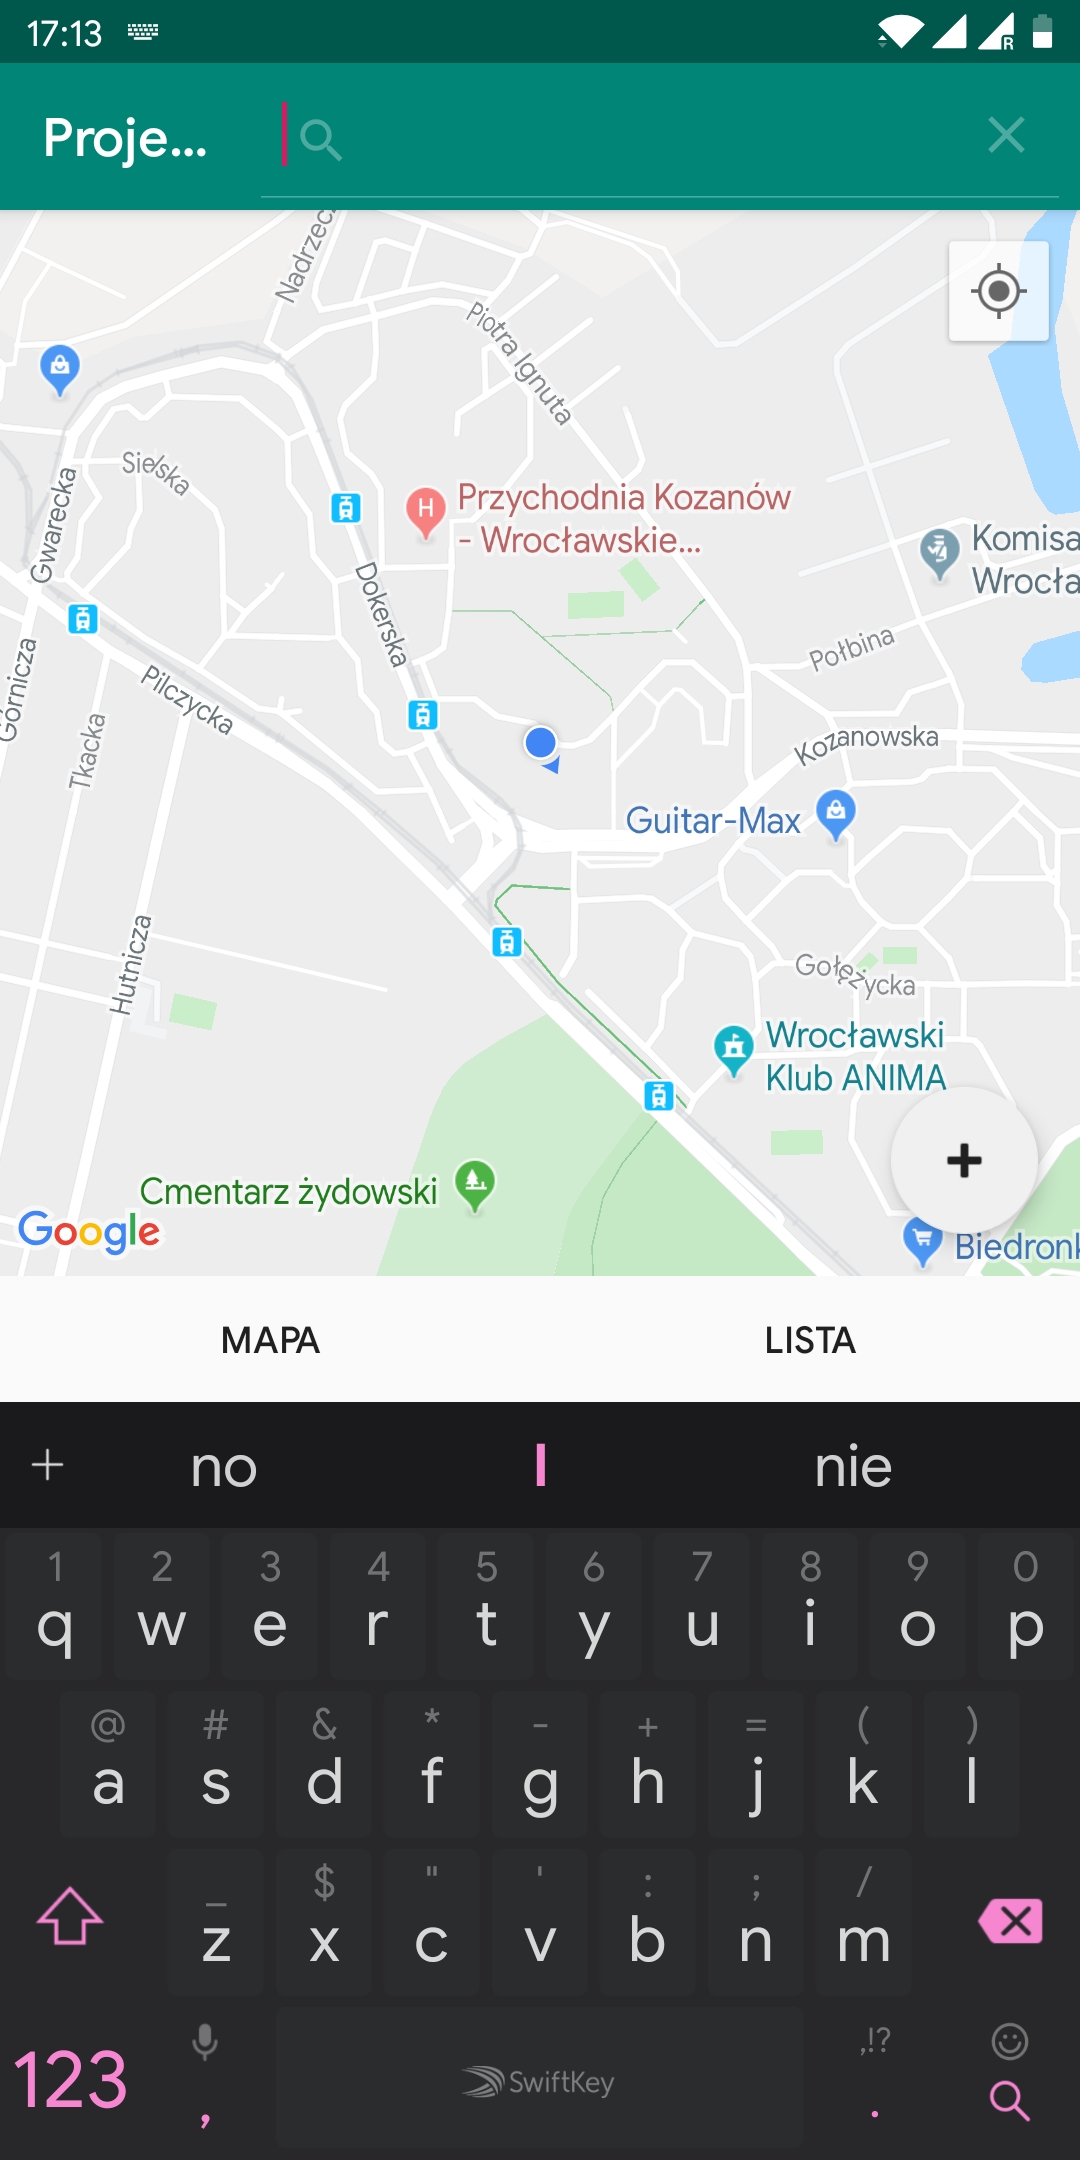 17:13
R
Proje...
Nadrzec
Piotra Ignuta
Sielska
Gwarecka
H
Przychodnia Kozanów
- Wrocławskie...
Komisa
Wrocła
Dokerska
Połbina
Górnicza
Pilczycka
Tkacka
Kozanowska
Guitar-Max
Hutnicza
Gołężycka
Wrocławski
Klub ANIMA
Cmentarz żydowski
Google
Biedronk
MAPA LISTA
+ no I nie
1 2 3 4 5 6 7 8 9 0
q w e r t y u i o p
@ # & * - + = ( )
a s d f g h j k l
_ $ " ' : ; /
z x c v b n m
,!?
123 , SwiftKey .